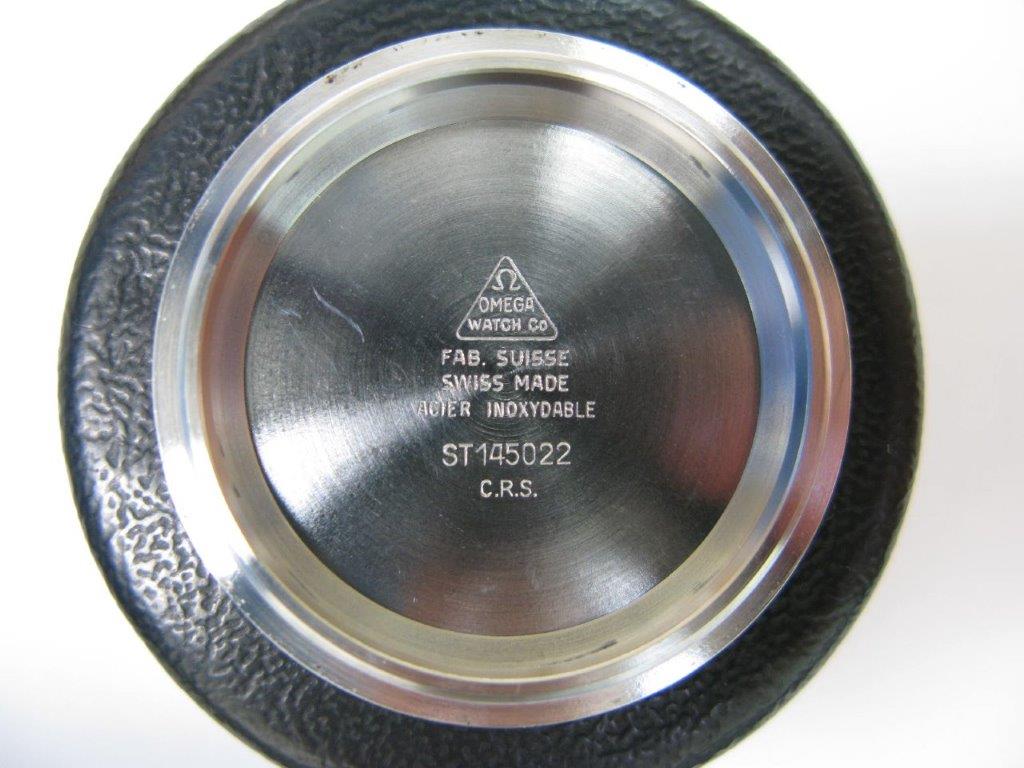 Ω
OMEGA
WATCH Co
FAB. SUISSE
SWISS MADE
ACIER INOXYDABLE
ST145022
C.R.S.